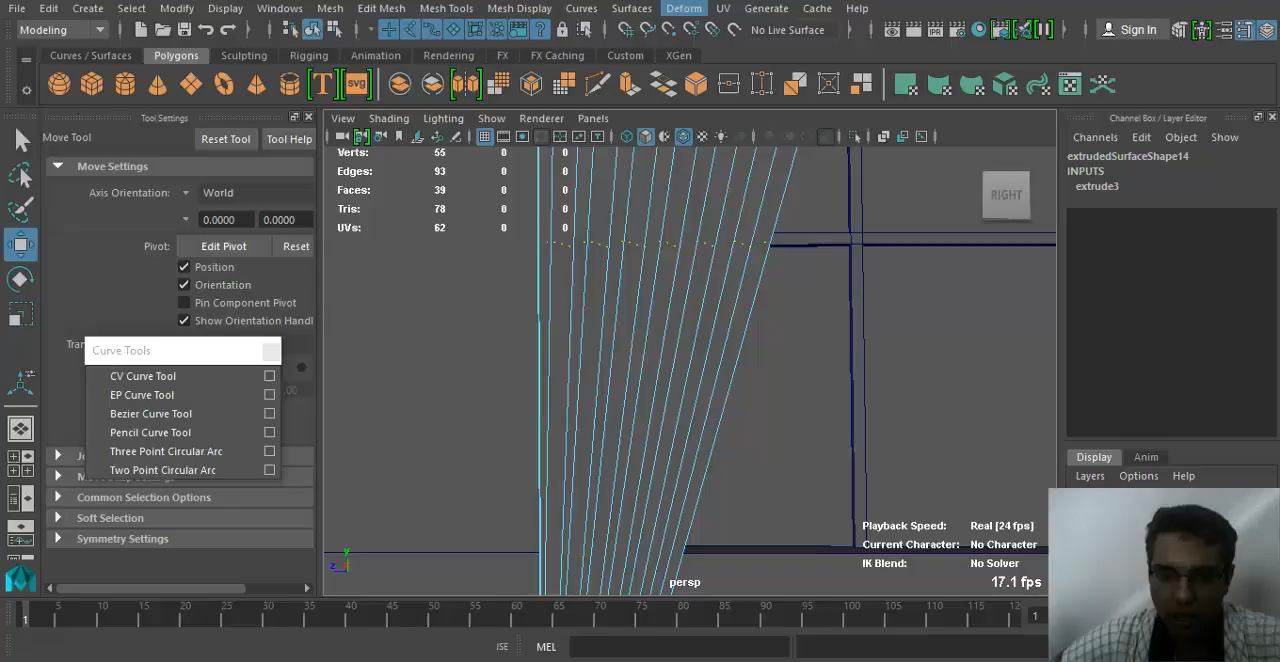 File Edit Create Select Modify Display Windows Mesh Edit Mesh Mesh Tools Mesh Display Curves Surfaces Deform UV Generate Cache Help
Modeling No Live Surface Sign In
Curves / Surfaces Polygons Sculpting Rigging Animation Rendering FX FX Caching Custom XGen
T svg
Tool Settings
Move Tool Reset Tool Tool Help
Move Settings
Axis Orientation: World
0.0000 0.0000
Pivot: Edit Pivot Reset
Position
Orientation
Pin Component Pivot
Show Orientation Handl
Tran
Curve Tools
CV Curve Tool
EP Curve Tool
Bezier Curve Tool
Pencil Curve Tool
Three Point Circular Arc
Two Point Circular Arc
Common Selection Options
Soft Selection
Symmetry Settings
View Shading Lighting Show Renderer Panels
Verts: 55 0 0
Edges: 93 0 0
Faces: 39 0 0
Tris: 78 0 0
UVs: 62 0 0
RIGHT
Playback Speed: Real [24 fps]
Current Character: No Character
IK Blend: No Solver
17.1 fps
persp
y
z
Channel Box / Layer Editor
Channels Edit Object Show
extrudedSurfaceShape14
INPUTS
extrude3
Display Anim
Layers Options Help
1 5 10 15 20 25 30 35 40 45 50 55 60 65 70 75 80 85 90 95 100 105 110 115 12
1
ISE MEL